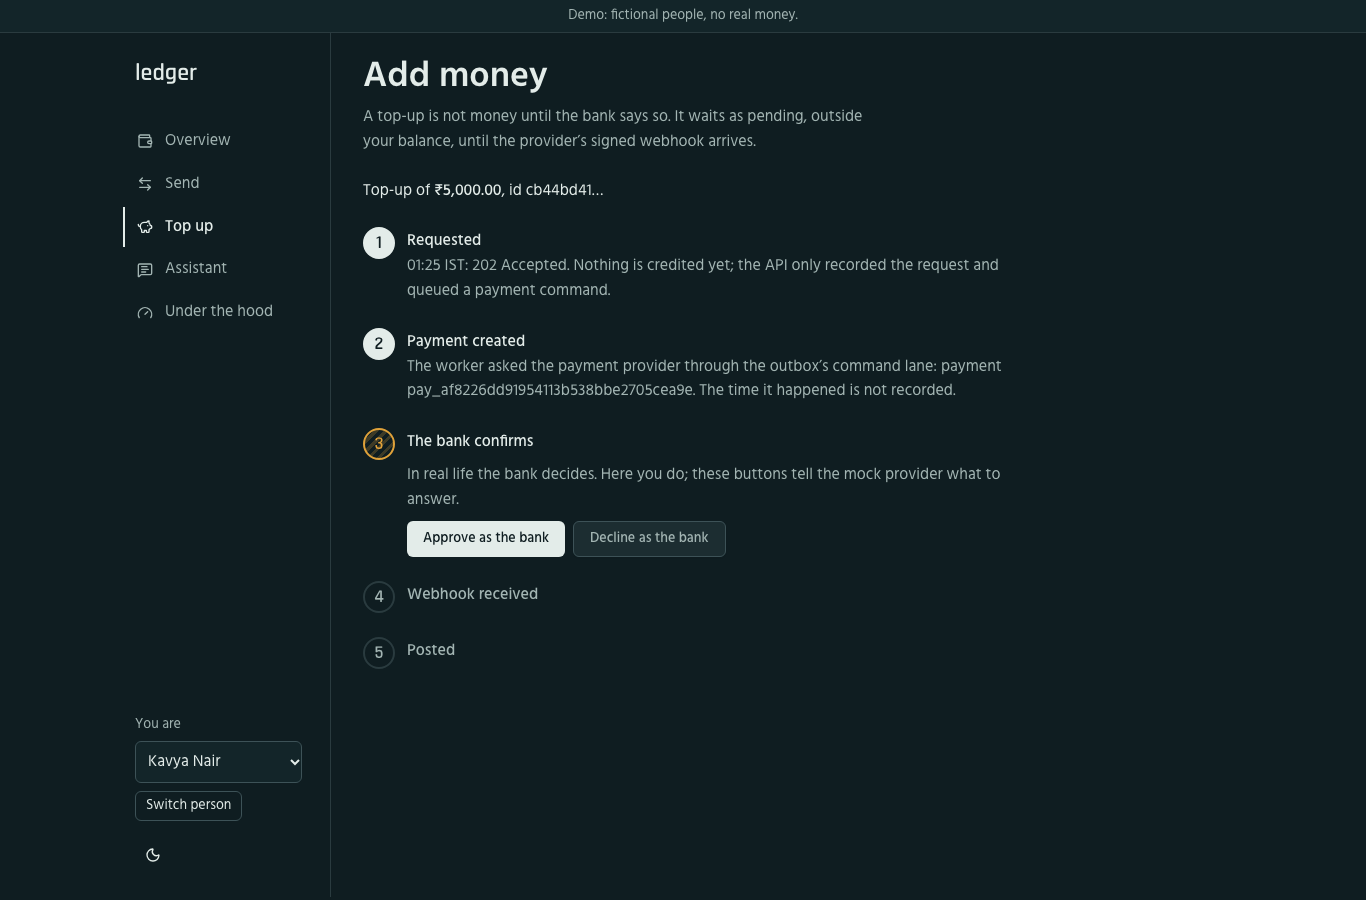 Demo: fictional people, no real money.
ledger
Overview
Send
Top up
Assistant
Under the hood
You are
Kavya Nair
Switch person
Add money
A top-up is not money until the bank says so. It waits as pending, outside
your balance, until the provider’s signed webhook arrives.
Top-up of ₹5,000.00, id cb44bd41…
1
Requested
01:25 IST: 202 Accepted. Nothing is credited yet; the API only recorded the request and
queued a payment command.
2
Payment created
The worker asked the payment provider through the outbox’s command lane: payment
pay_af8226dd91954113b538bbe2705cea9e. The time it happened is not recorded.
3
The bank confirms
In real life the bank decides. Here you do; these buttons tell the mock provider what to
answer.
Approve as the bank
Decline as the bank
4
Webhook received
5
Posted